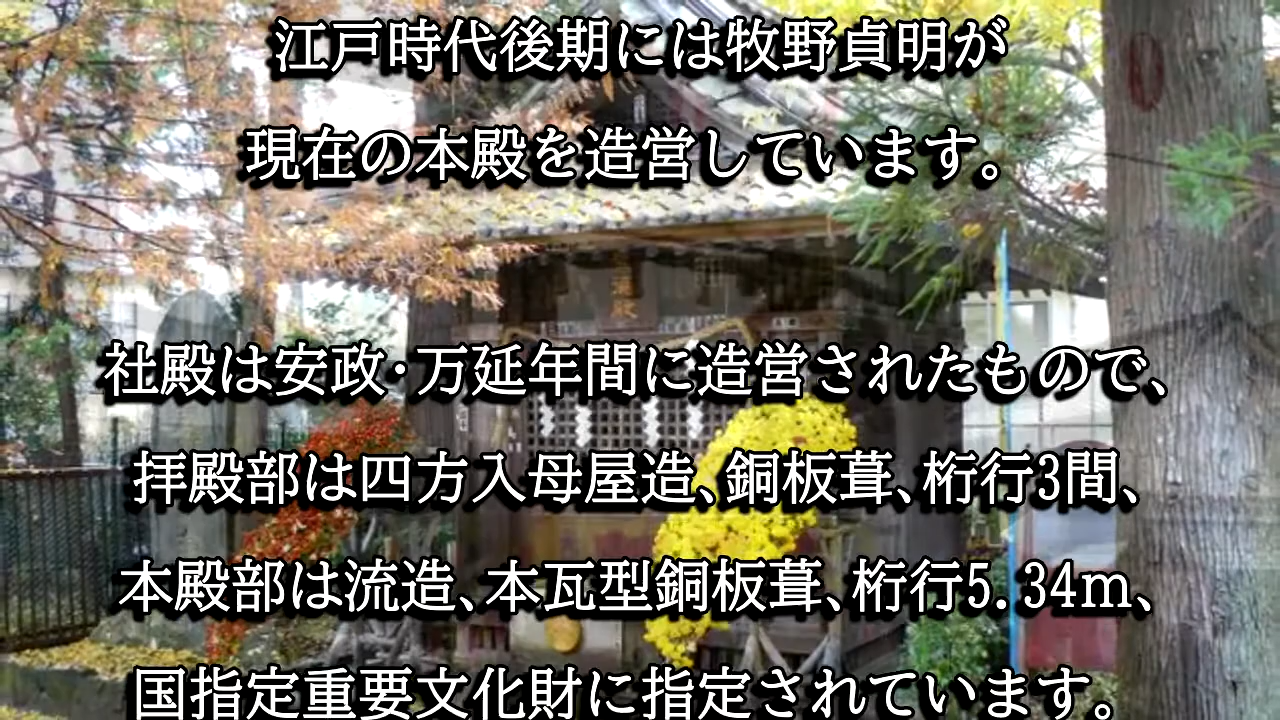 江戸時代後期には牧野貞明が
現在の本殿を造営しています。
社殿は安政･万延年間に造営されたもので、
拝殿部は四方入母屋造、銅板葺、桁行3間、
本殿部は流造、本瓦型銅板葺、桁行5.34m、
国指定重要文化財に指定されています。